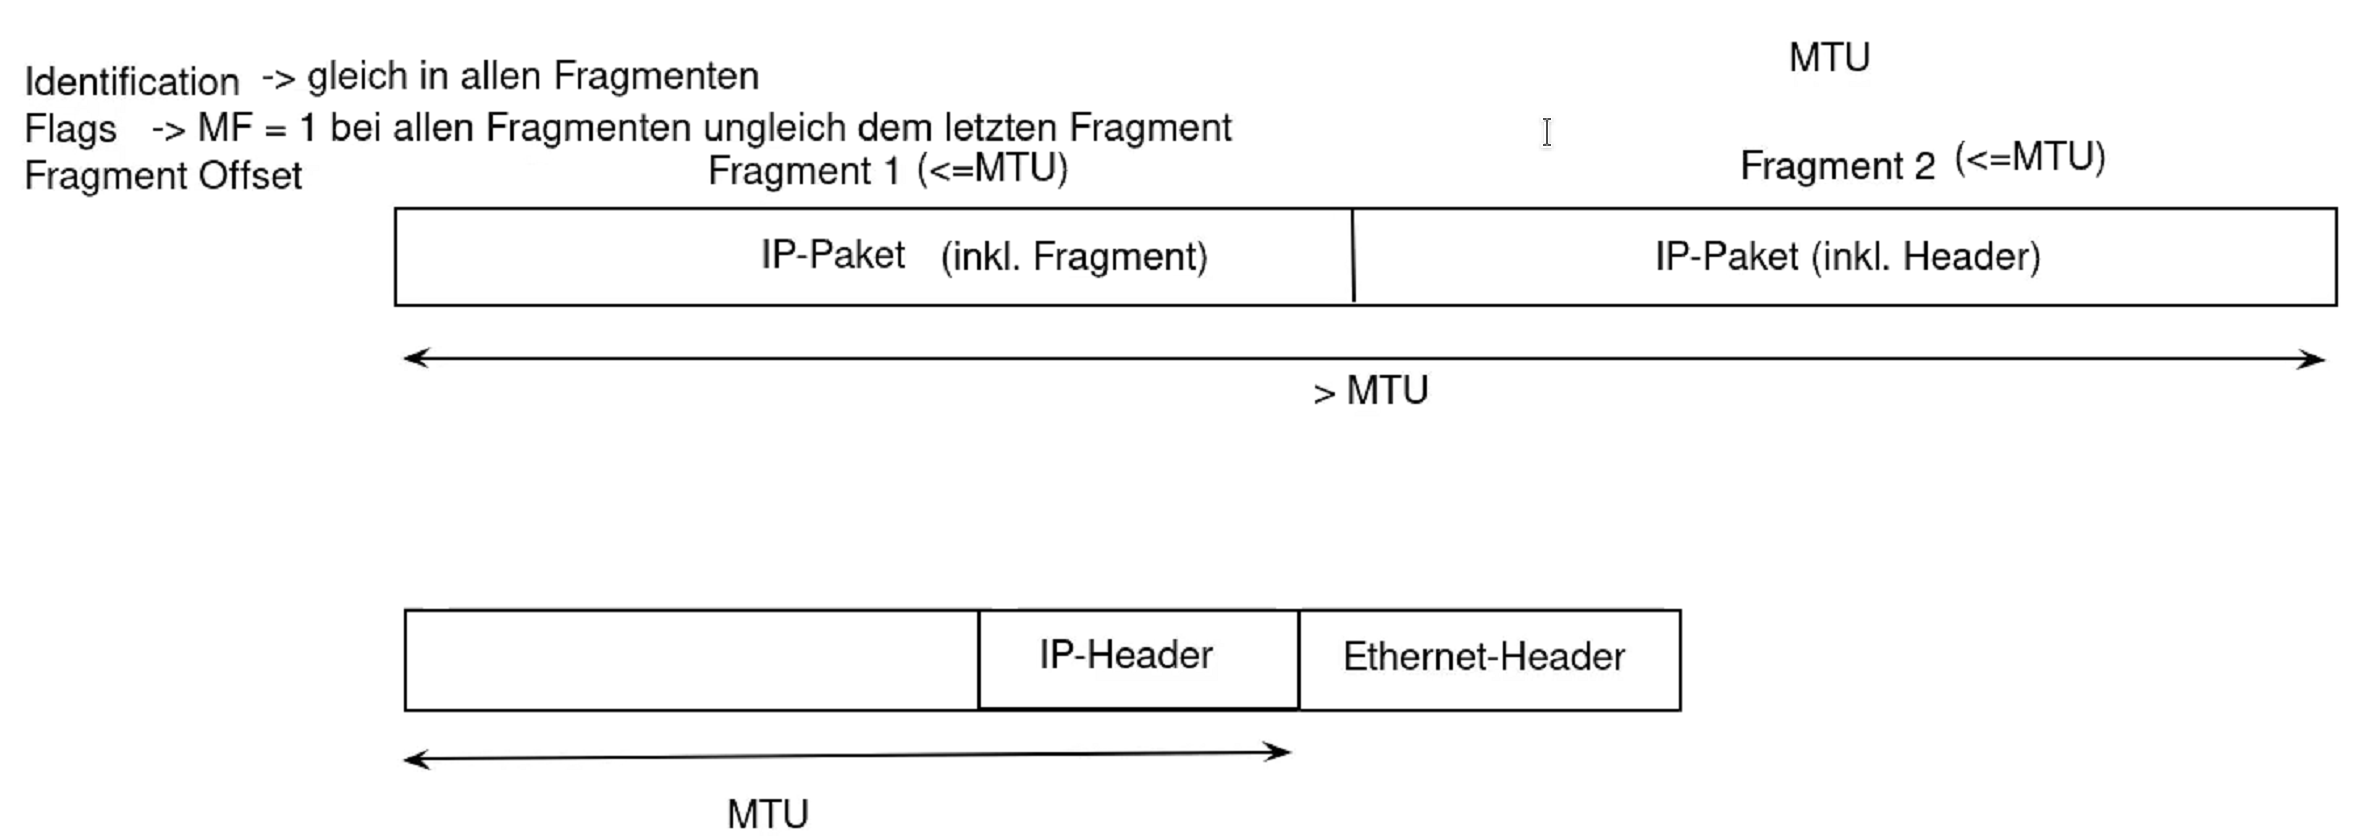 MTU
Identification -> gleich in allen Fragmenten
Flags -> MF = 1 bei allen Fragmenten ungleich dem letzten Fragment
Fragment Offset
Fragment 1 (<=MTU)
Fragment 2 (<=MTU)
IP-Paket (inkl. Fragment)
IP-Paket (inkl. Header)
> MTU
IP-Header
Ethernet-Header
MTU